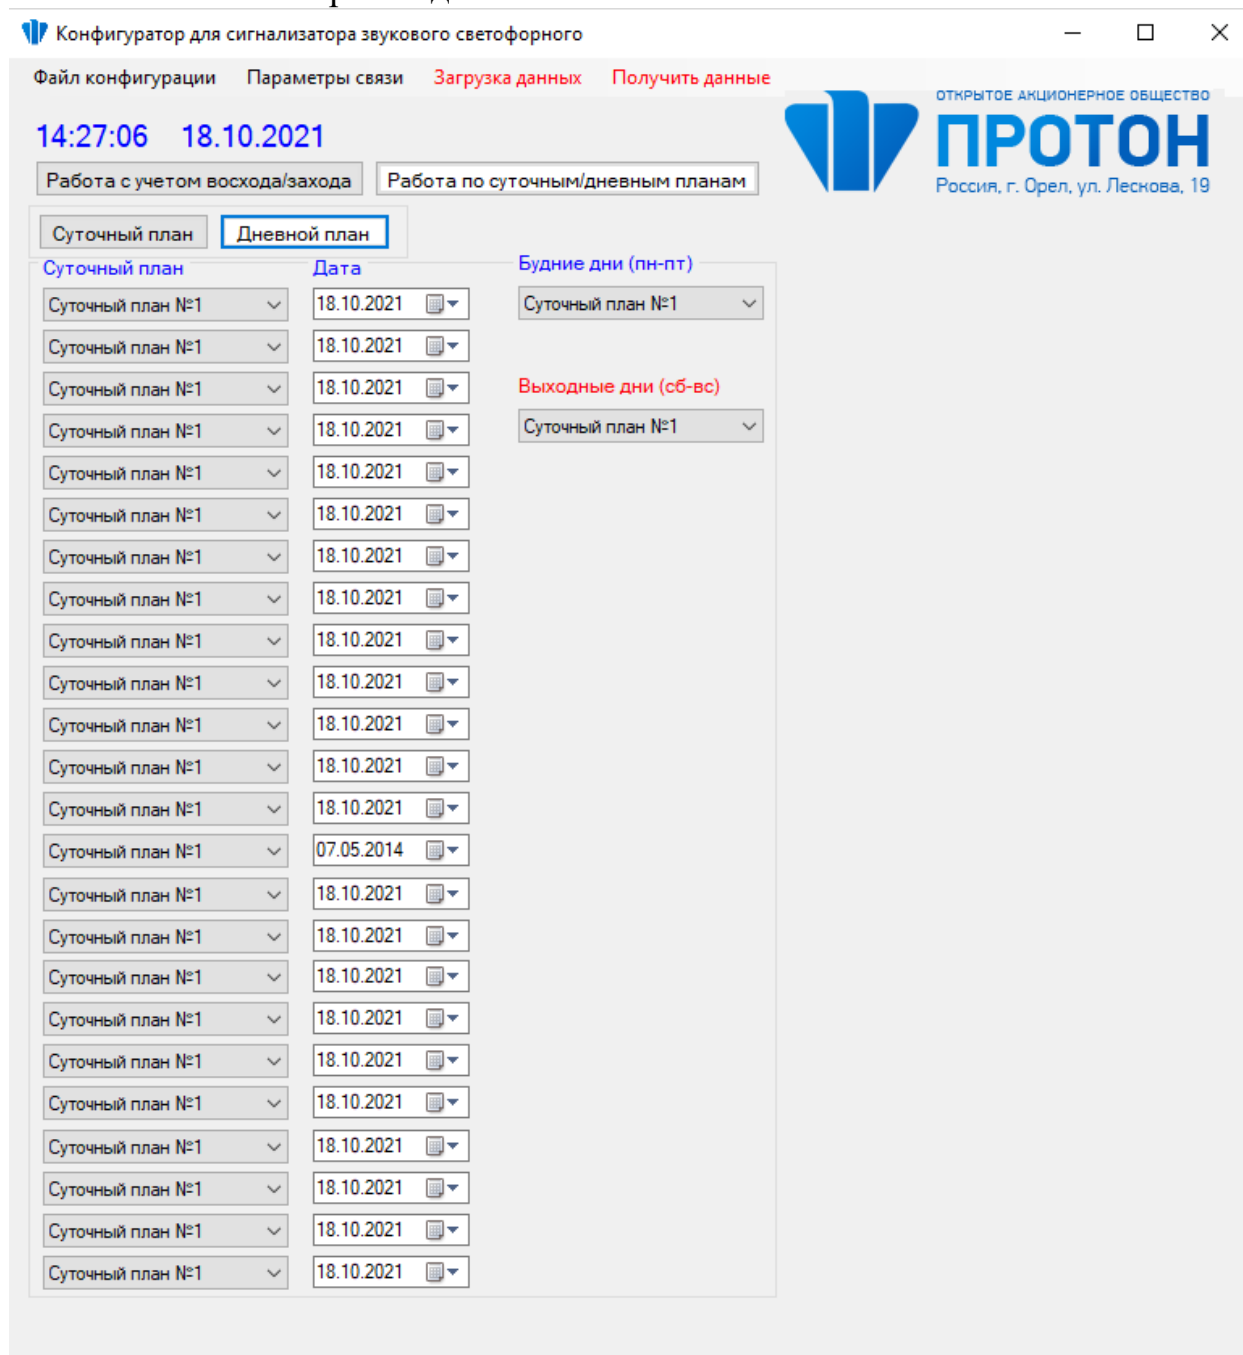 Конфигуратор для сигнализатора звукового светофорного
Файл конфигурации Параметры связи Загрузка данных Получить данные
ОТКРЫТОЕ АКЦИОНЕРНОЕ ОБЩЕСТВО
ПРОТОН
Россия, г. Орел, ул. Лескова, 19
14:27:06 18.10.2021
Работа с учетом восхода/захода Работа по суточным/дневным планам
Суточный план Дневной план
Суточный план Дата Будние дни (пн-пт)
Суточный план №1 18.10.2021 Суточный план №1
Суточный план №1 18.10.2021
Суточный план №1 18.10.2021 Выходные дни (сб-вс)
Суточный план №1 18.10.2021 Суточный план №1
Суточный план №1 18.10.2021
Суточный план №1 18.10.2021
Суточный план №1 18.10.2021
Суточный план №1 18.10.2021
Суточный план №1 18.10.2021
Суточный план №1 18.10.2021
Суточный план №1 18.10.2021
Суточный план №1 18.10.2021
Суточный план №1 18.10.2021
Суточный план №1 07.05.2014
Суточный план №1 18.10.2021
Суточный план №1 18.10.2021
Суточный план №1 18.10.2021
Суточный план №1 18.10.2021
Суточный план №1 18.10.2021
Суточный план №1 18.10.2021
Суточный план №1 18.10.2021
Суточный план №1 18.10.2021
Суточный план №1 18.10.2021
Суточный план №1 18.10.2021